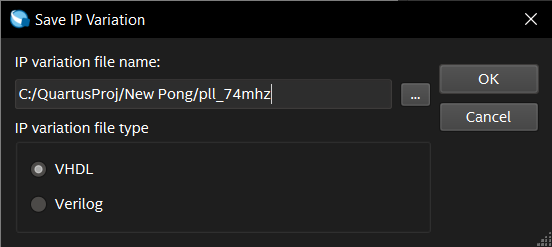 Save IP Variation
IP variation file name:
C:/QuartusProj/New Pong/pll_74mhz
...
OK
Cancel
IP variation file type
VHDL
Verilog